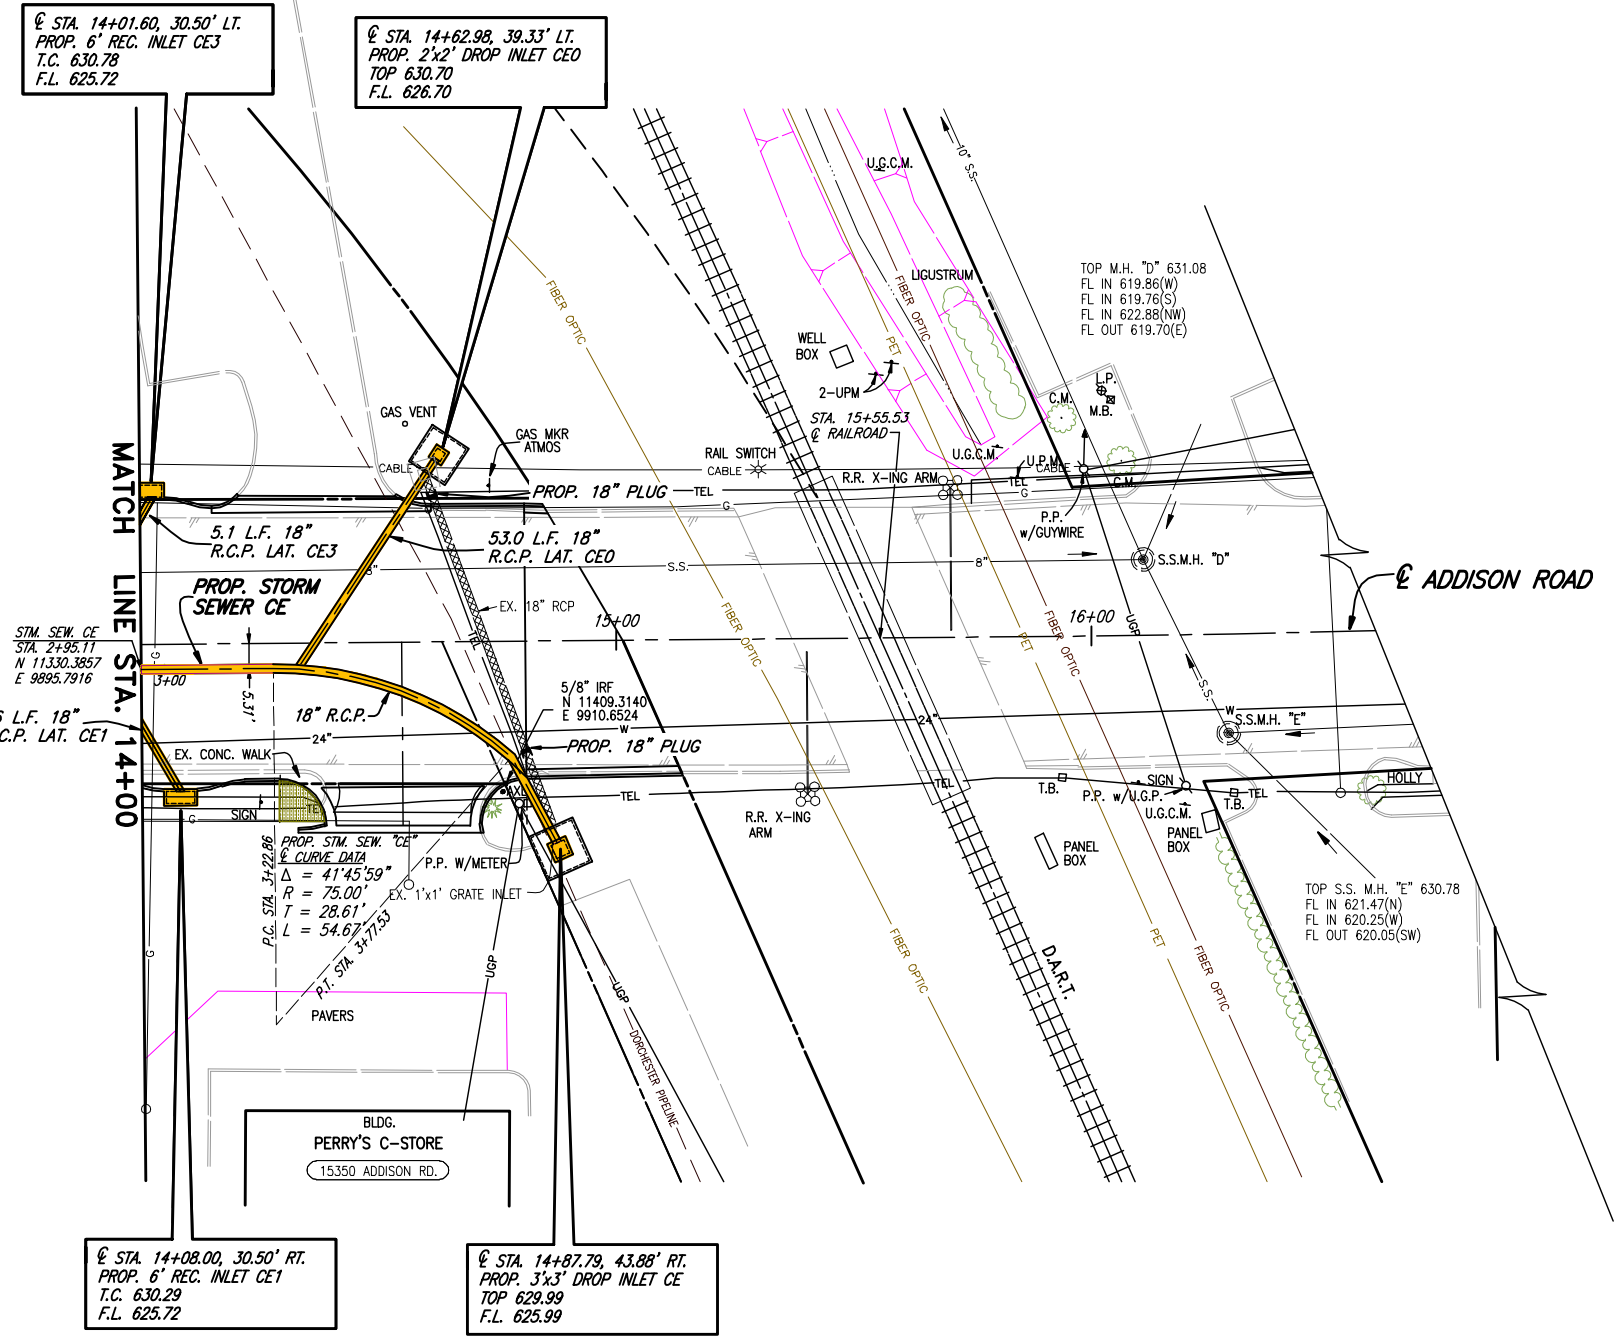 ℄ STA. 14+01.60, 30.50' LT.
PROP. 6' REC. INLET CE3
T.C. 630.78
F.L. 625.72
℄ STA. 14+62.98, 39.33' LT.
PROP. 2'x2' DROP INLET CE0
TOP 630.70
F.L. 626.70
10" S.S.
U.G.C.M.
FIBER OPTIC
FIBER OPTIC
LIGUSTRUM
TOP M.H. "D" 631.08
FL IN 619.86(W)
FL IN 619.76(S)
FL IN 622.88(NW)
FL OUT 619.70(E)
WELL
BOX
PET
2-UPM
L.P.
C.M.
M.B.
GAS VENT
GAS MKR
ATMOS
STA. 15+55.53
℄ RAILROAD
RAIL SWITCH
CABLE
CABLE
U.G.C.M.
U.P.M.
CABLE
C.M.
R.R. X-ING ARM
TEL
G
PROP. 18" PLUG
TEL
G
P.P.
w/GUYWIRE
MATCH LINE STA. 14+00
5.1 L.F. 18"
R.C.P. LAT. CE3
53.0 L.F. 18"
R.C.P. LAT. CE0
8"
S.S.
8"
S.S.M.H. "D"
PROP. STORM
SEWER CE
℄ ADDISON ROAD
EX. 18" RCP
TEL
15+00
16+00
UGP
FIBER OPTIC
PET
FIBER OPTIC
STM. SEW. CE
STA. 2+95.11
N 11330.3857
E 9895.7916
G
3+00
5.31'
18" R.C.P.
5/8" IRF
N 11409.3140
E 9910.6524
S.S.
L.F. 18"
C.P. LAT. CE1
24"
W
24"
W
S.S.M.H. "E"
PROP. 18" PLUG
EX. CONC. WALK
AXL
TEL
TEL
T.B.
SIGN
P.P. w/U.G.P.
U.G.C.M.
T.B.
TEL
HOLLY
SIGN
TE
G
R.R. X-ING
ARM
PANEL
BOX
PANEL
BOX
PROP. STM. SEW. "CE"
℄ CURVE DATA
Δ = 41°45'59"
R = 75.00'
T = 28.61'
L = 54.67'
P.C. STA. 3+22.86
P.T. STA. 3+77.53
P.P. W/METER
EX. 1'x1' GRATE INLET
TOP S.S. M.H. "E" 630.78
FL IN 621.47(N)
FL IN 620.25(W)
FL OUT 620.05(SW)
G
UGP
UGP
FIBER OPTIC
D.A.R.T.
PET
FIBER OPTIC
PAVERS
DORCHESTER PIPELINE
BLDG.
PERRY'S C-STORE
15350 ADDISON RD.
℄ STA. 14+08.00, 30.50' RT.
PROP. 6' REC. INLET CE1
T.C. 630.29
F.L. 625.72
℄ STA. 14+87.79, 43.88' RT.
PROP. 3'x3' DROP INLET CE
TOP 629.99
F.L. 625.99